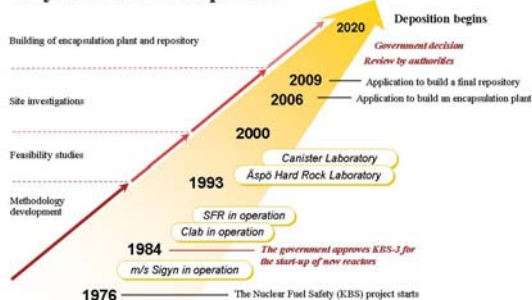 2020
Deposition begins
Building of encapsulation plant and repository
Government decision
Review by authorities
2009
Application to build a final repository
Site investigations
2006
Application to build an encapsulation plant
2000
Feasibility studies
Canister Laboratory
Äspö Hard Rock Laboratory
1993
Methodology
development
SFR in operation
Clab in operation
1984
The government approves KBS-3 for
the start-up of new reactors
m/s Sigyn in operation
1976
The Nuclear Fuel Safety (KBS) project starts